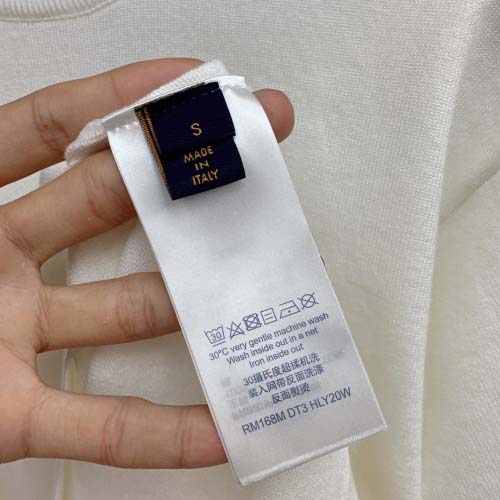 S
MADE
IN
ITALY
30
30°C very gentle machine wash
Wash inside out in a net
Iron inside out
30摄氏度超柔机洗
装入网带反面洗涤
反面熨烫
RM168M DT3 HLY20W